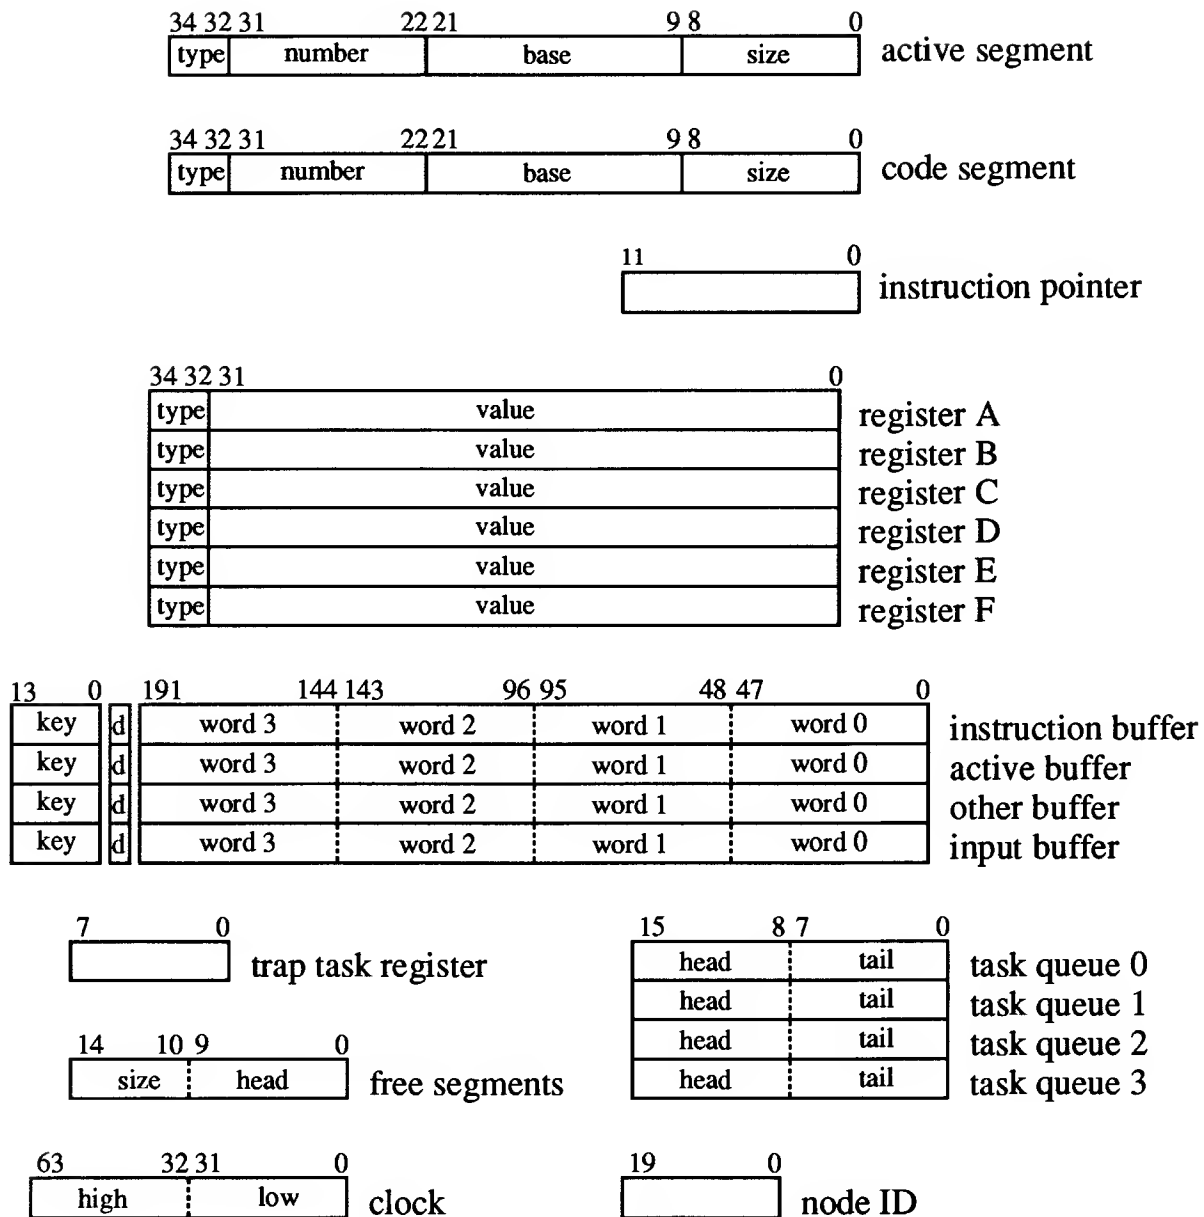 34 32 31 22 21 9 8 0
type number base size active segment
34 32 31 22 21 9 8 0
type number base size code segment
11 0
instruction pointer
34 32 31 0
type value register A
type value register B
type value register C
type value register D
type value register E
type value register F
13 0 191 144 143 96 95 48 47 0
key d word 3 word 2 word 1 word 0 instruction buffer
key d word 3 word 2 word 1 word 0 active buffer
key d word 3 word 2 word 1 word 0 other buffer
key d word 3 word 2 word 1 word 0 input buffer
7 0
trap task register
15 8 7 0
head tail task queue 0
head tail task queue 1
head tail task queue 2
head tail task queue 3
14 10 9 0
size head free segments
63 32 31 0
high low clock
19 0
node ID